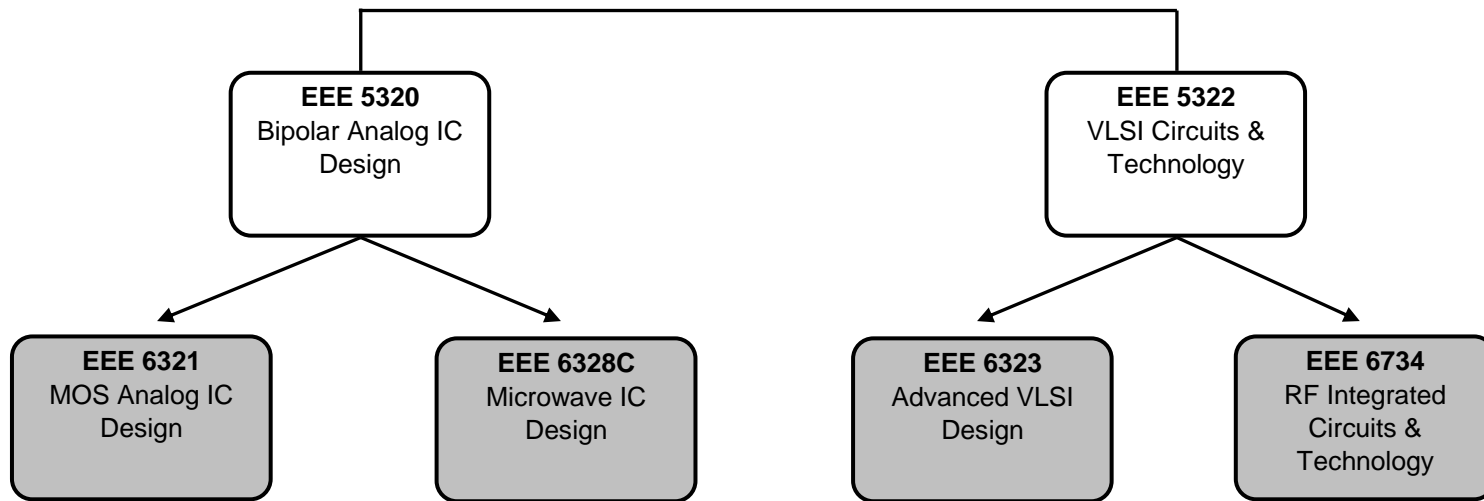 EEE 5320
Bipolar Analog IC
Design
EEE 5322
VLSI Circuits &
Technology
EEE 6321
MOS Analog IC
Design
EEE 6328C
Microwave IC
Design
EEE 6323
Advanced VLSI
Design
EEE 6734
RF Integrated
Circuits &
Technology